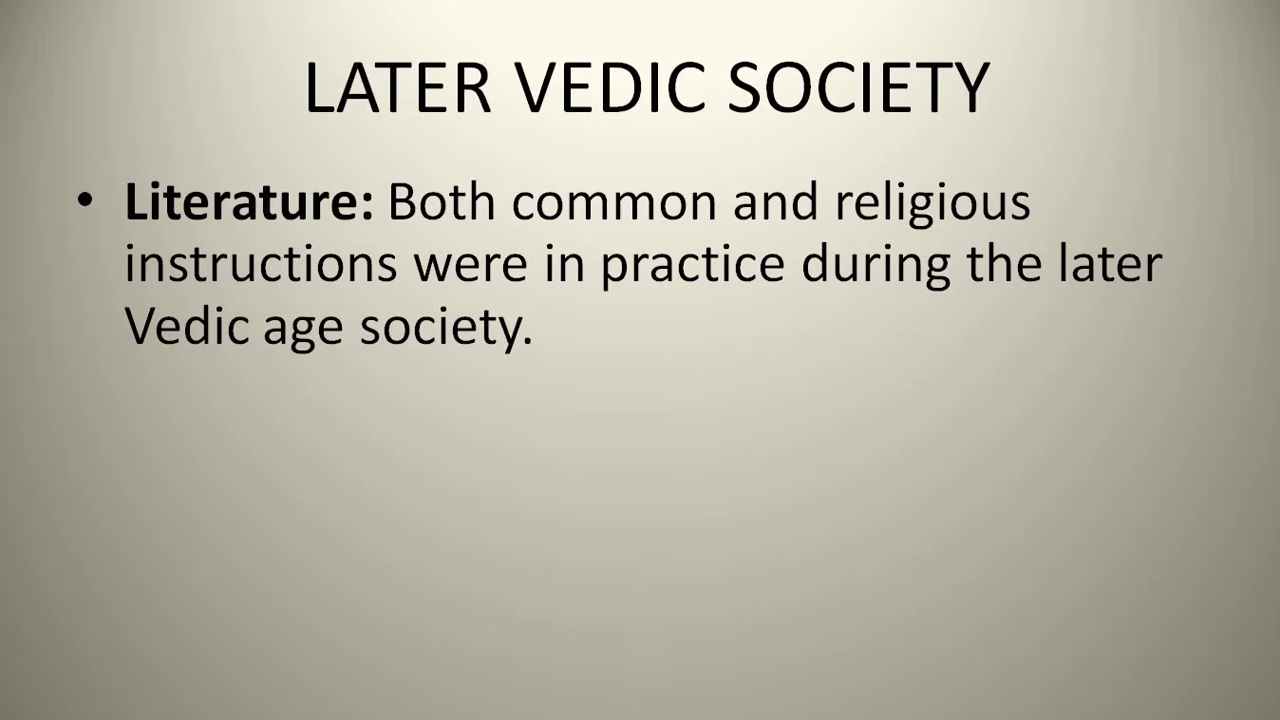 LATER VEDIC SOCIETY
• Literature: Both common and religious
instructions were in practice during the later
Vedic age society.